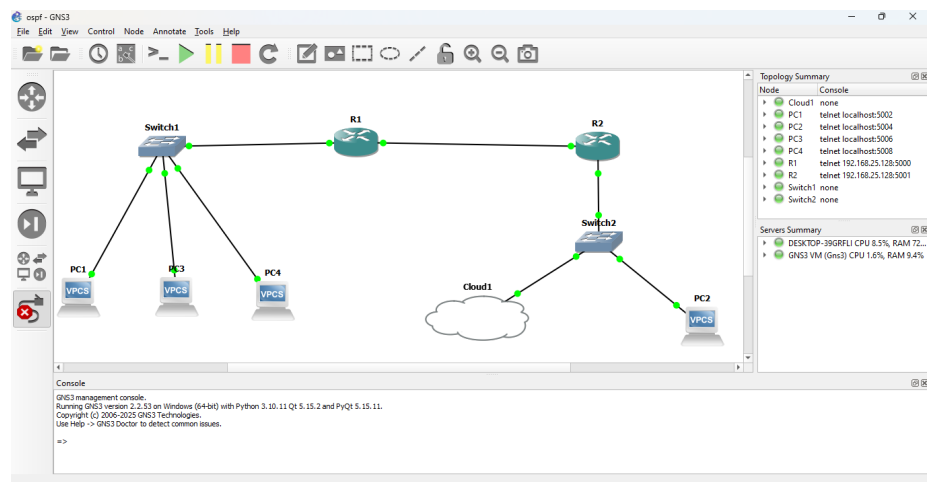 ospf - GNS3
File Edit View Control Node Annotate Tools Help
Switch1
R1
R2
Switch2
PC1
PC3
PC4
VPCS
VPCS
VPCS
Cloud1
PC2
VPCS
Topology Summary
Node Console
Cloud1 none
PC1 telnet localhost:5002
PC2 telnet localhost:5004
PC3 telnet localhost:5006
PC4 telnet localhost:5008
R1 telnet 192.168.25.128:5000
R2 telnet 192.168.25.128:5001
Switch1 none
Switch2 none
Servers Summary
DESKTOP-39GRFLI CPU 8.5%, RAM 72...
GNS3 VM (Gns3) CPU 1.6%, RAM 9.4%
Console
GNS3 management console.
Running GNS3 version 2.2.53 on Windows (64-bit) with Python 3.10.11 Qt 5.15.2 and PyQt 5.15.11.
Copyright (c) 2006-2025 GNS3 Technologies.
Use Help -> GNS3 Doctor to detect common issues.
=>